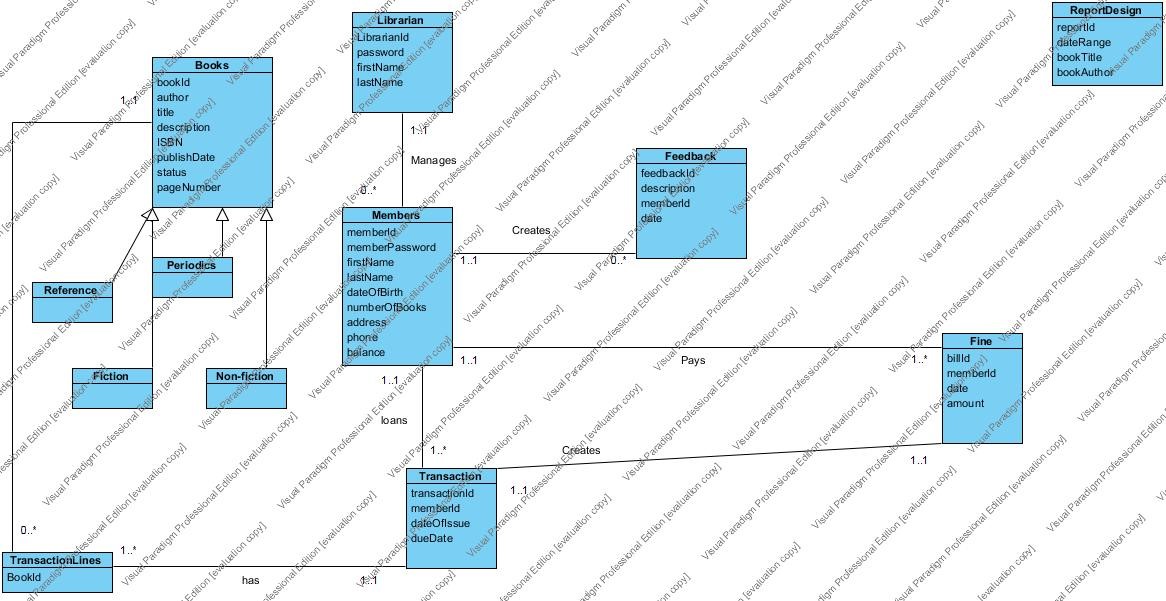 Librarian
LibrarianId
password
firstName
lastName
ReportDesign
reportId
dateRange
bookTitle
bookAuthor
Books
bookId
author
title
description
ISBN
publishDate
status
pageNumber
1..1
1..1
Manages
0..*
Feedback
feedbackId
description
memberId
date
Members
memberId
memberPassword
firstName
lastName
dateOfBirth
numberOfBooks
address
phone
balance
Creates
1..1
0..*
Periodics
Reference
Fiction
Non-fiction
1..1
Pays
1..*
Fine
billId
memberId
date
amount
1..1
loans
1..*
Creates
1..1
1..1
Transaction
transactionId
memberId
dateOfIssue
dueDate
0..*
TransactionLines
BookId
1..*
has
1..1
Visual Paradigm Professional Edition [evaluation copy]